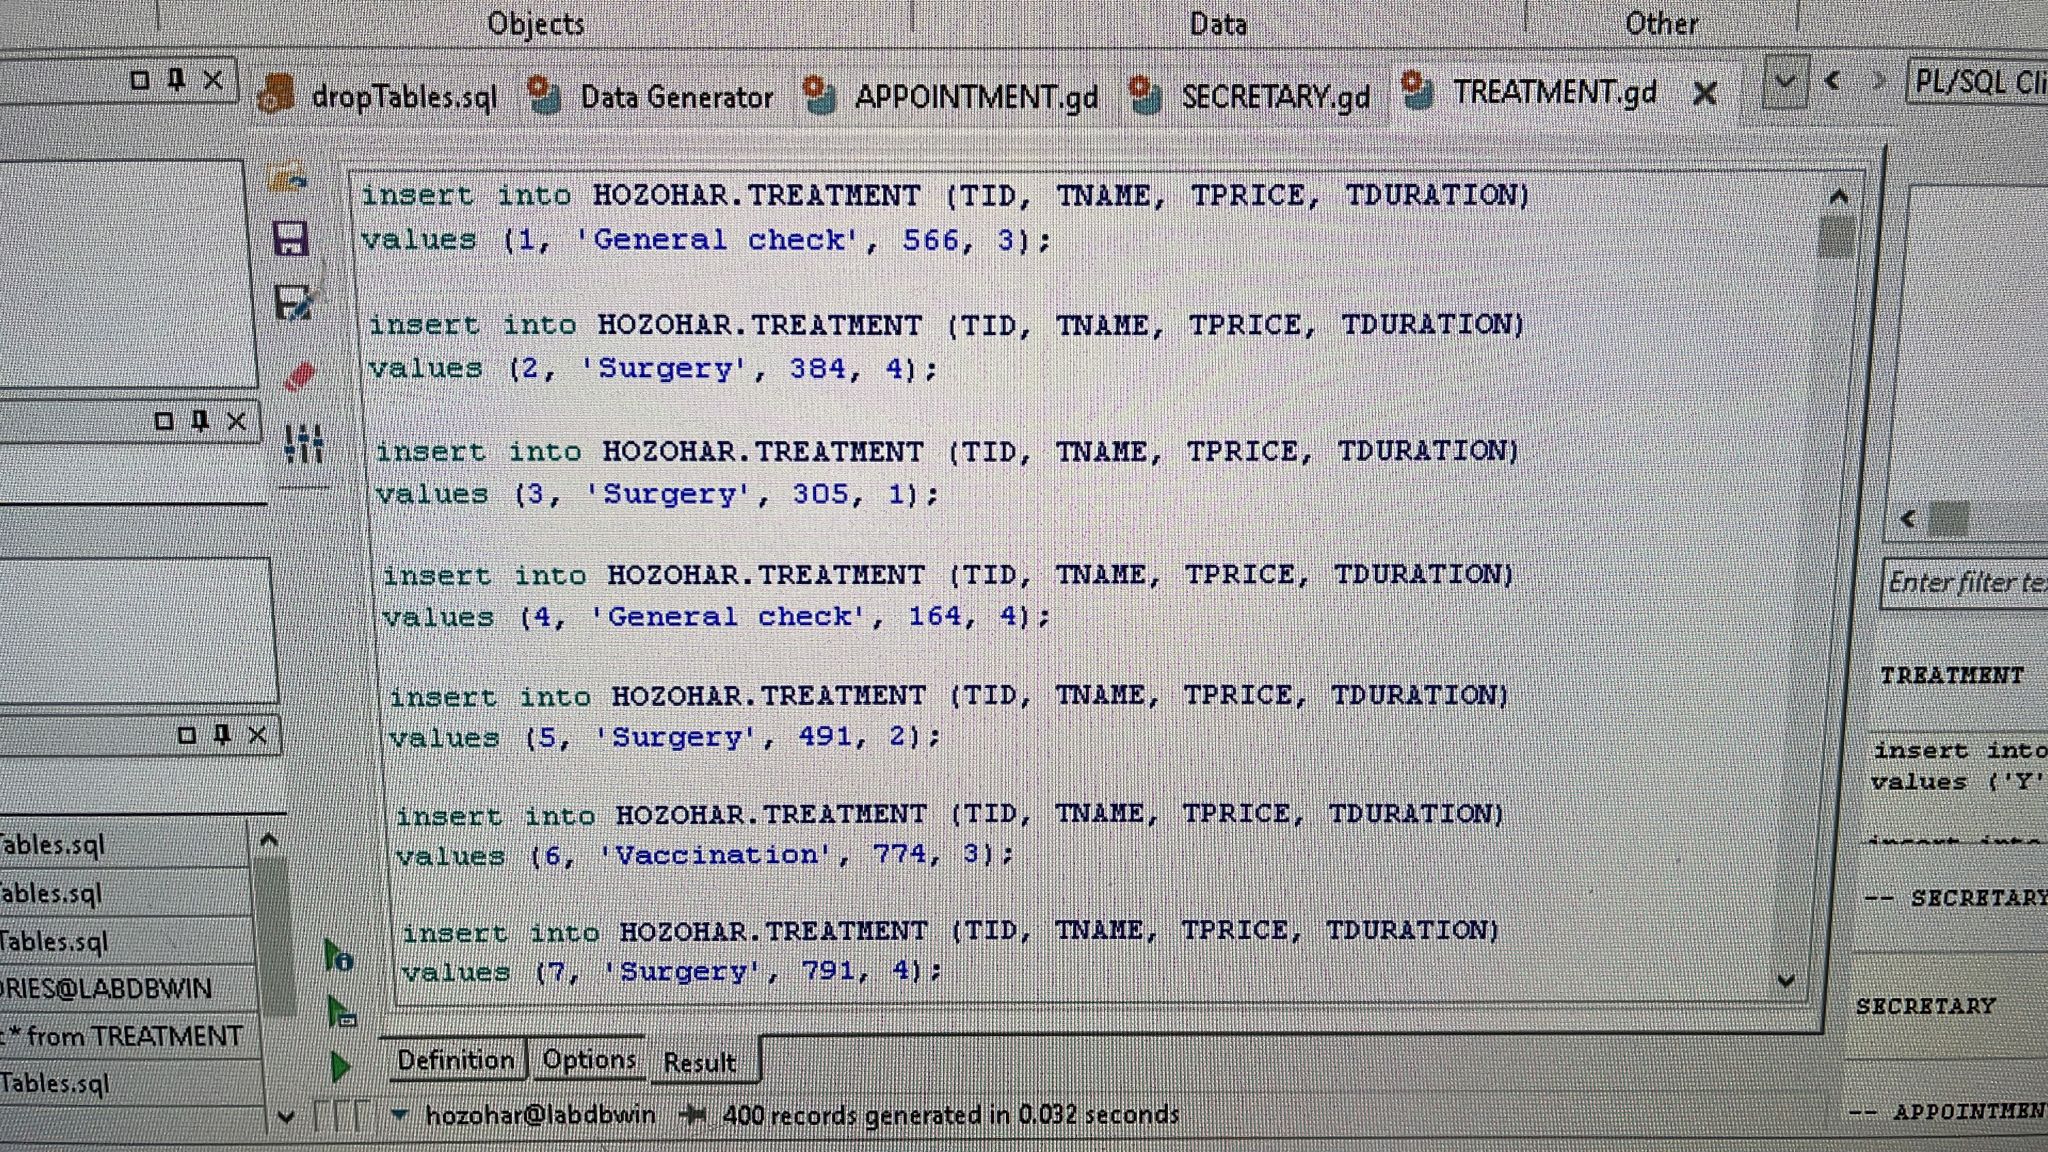 Objects Data Other
dropTables.sql Data Generator APPOINTMENT.gd SECRETARY.gd TREATMENT.gd PL/SQL Cli
insert into HOZOHAR.TREATMENT (TID, TNAME, TPRICE, TDURATION)
values (1, 'General check', 566, 3);
insert into HOZOHAR.TREATMENT (TID, TNAME, TPRICE, TDURATION)
values (2, 'Surgery', 384, 4);
insert into HOZOHAR.TREATMENT (TID, TNAME, TPRICE, TDURATION)
values (3, 'Surgery', 305, 1);
insert into HOZOHAR.TREATMENT (TID, TNAME, TPRICE, TDURATION)
values (4, 'General check', 164, 4);
insert into HOZOHAR.TREATMENT (TID, TNAME, TPRICE, TDURATION)
values (5, 'Surgery', 491, 2);
insert into HOZOHAR.TREATMENT (TID, TNAME, TPRICE, TDURATION)
values (6, 'Vaccination', 774, 3);
insert into HOZOHAR.TREATMENT (TID, TNAME, TPRICE, TDURATION)
values (7, 'Surgery', 791, 4);
Definition Options Result
hozohar@labdbwin 400 records generated in 0.032 seconds
Tables.sql
ables.sql
Tables.sql
ORIES@LABDBWIN
t * from TREATMENT
Tables.sql
Enter filter te
TREATMENT
insert into
values ('Y'
-- SECRETARY
SECRETARY
-- APPOINTMEN